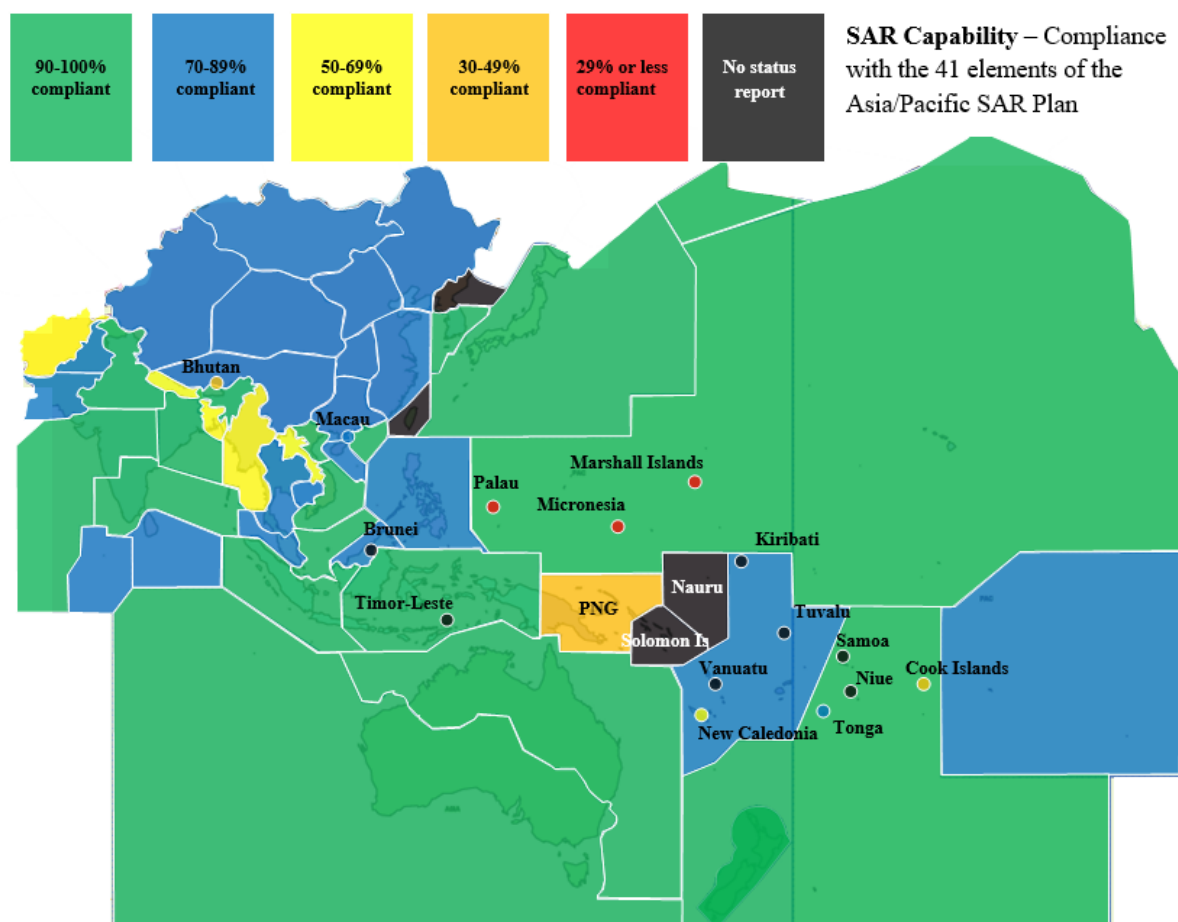 90-100%
compliant
70-89%
compliant
50-69%
compliant
30-49%
compliant
29% or less
compliant
No status
report
SAR Capability – Compliance
with the 41 elements of the
Asia/Pacific SAR Plan
Bhutan
Macau
Marshall Islands
Palau
Micronesia
Brunei
Kiribati
Nauru
Timor-Leste
PNG
Tuvalu
Solomon Is
Samoa
Vanuatu
Niue
Cook Islands
New Caledonia
Tonga